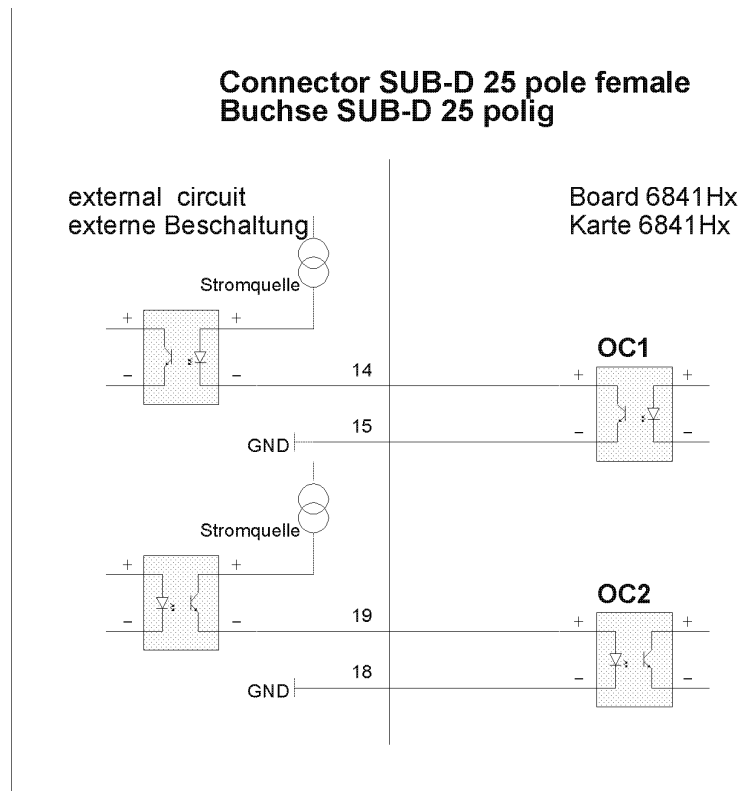 Connector SUB-D 25 pole female
Buchse SUB-D 25 polig
external circuit
externe Beschaltung
Board 6841Hx
Karte 6841Hx
Stromquelle
+ +
− −
14
OC1
+ +
− −
15
GND
Stromquelle
+ +
− −
19
OC2
+ +
− −
18
GND